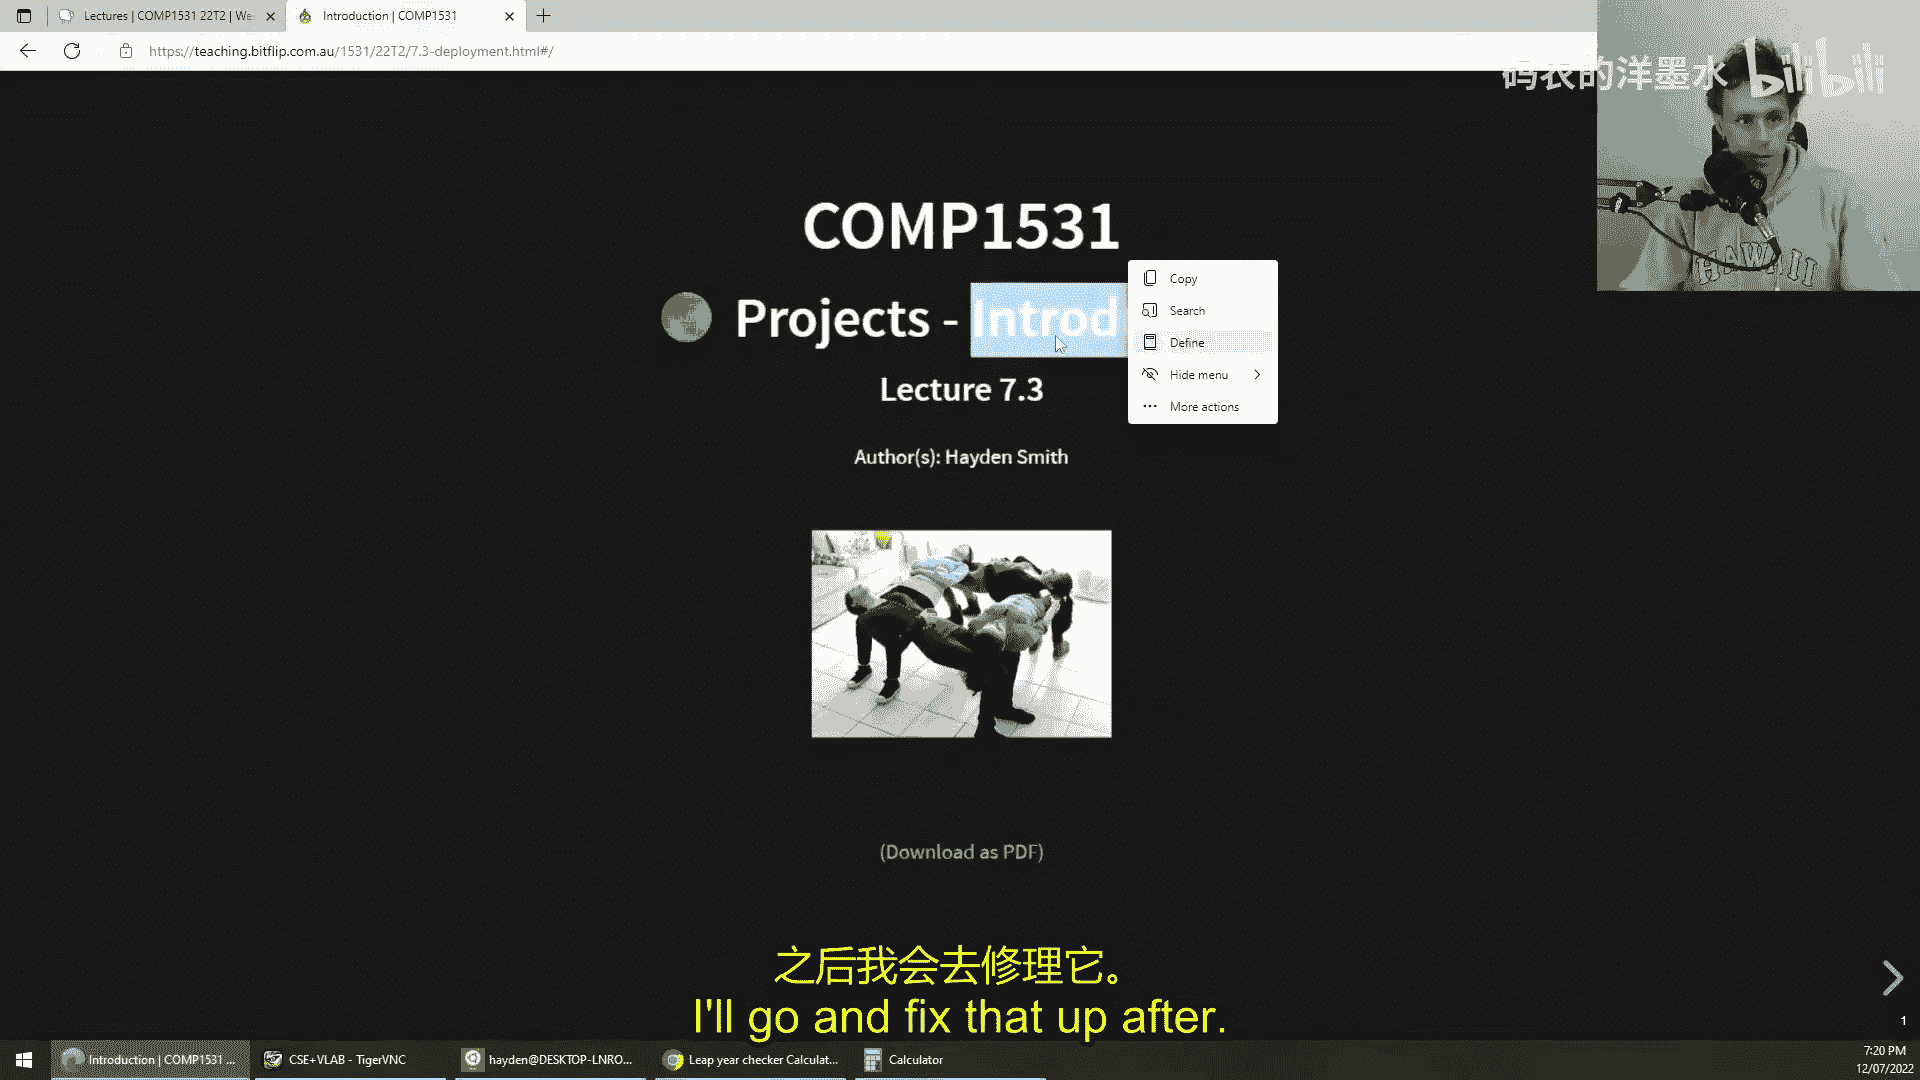 Lectures | COMP1531 22T2 | We
Introduction | COMP1531
https://teaching.bitflip.com.au/1531/22T2/7.3-deployment.html#/
码农的洋墨水 bilibili
HAWAII
COMP1531
Projects - Introd
Lecture 7.3
Author(s): Hayden Smith
Copy
Search
Define
Hide menu
More actions
(Download as PDF)
之后我会去修理它。
I'll go and fix that up after.
1
Introduction | COMP1531 ...
CSE+VLAB - TigerVNC
hayden@DESKTOP-LNRO...
Leap year checker Calculat...
Calculator
7:20 PM
12/07/2022